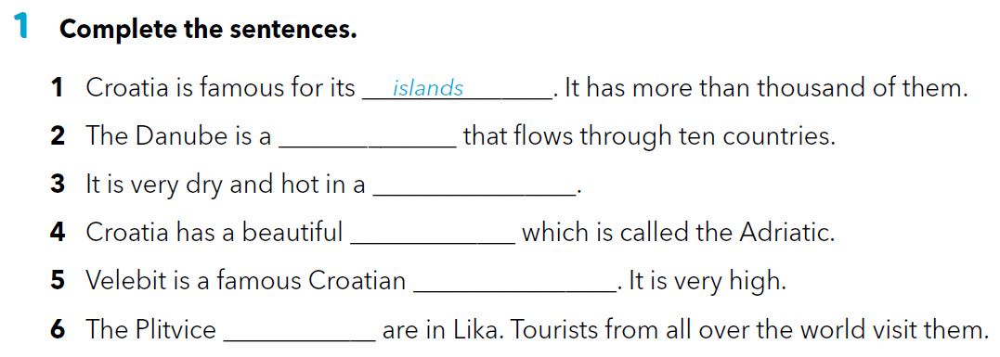 1 Complete the sentences.
1 Croatia is famous for its __islands______. It has more than thousand of them.
2 The Danube is a ____________ that flows through ten countries.
3 It is very dry and hot in a ______________.
4 Croatia has a beautiful ___________ which is called the Adriatic.
5 Velebit is a famous Croatian ______________. It is very high.
6 The Plitvice __________ are in Lika. Tourists from all over the world visit them.